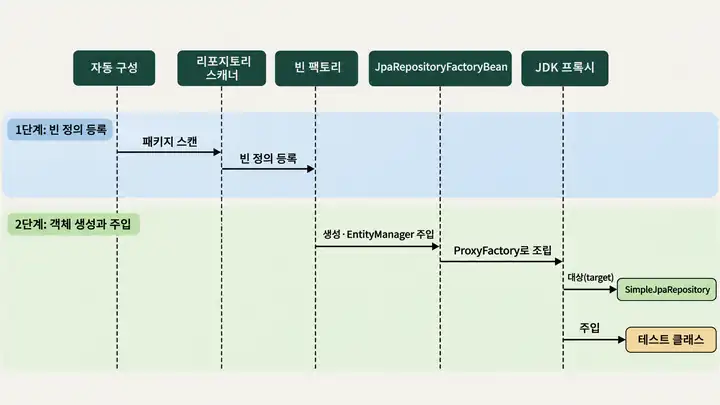 자동 구성
리포지토리
스캐너
빈 팩토리
JpaRepositoryFactoryBean
JDK 프록시
1단계: 빈 정의 등록
패키지 스캔
빈 정의 등록
2단계: 객체 생성과 주입
생성·EntityManager 주입
ProxyFactory로 조립
대상(target)
SimpleJpaRepository
주입
테스트 클래스